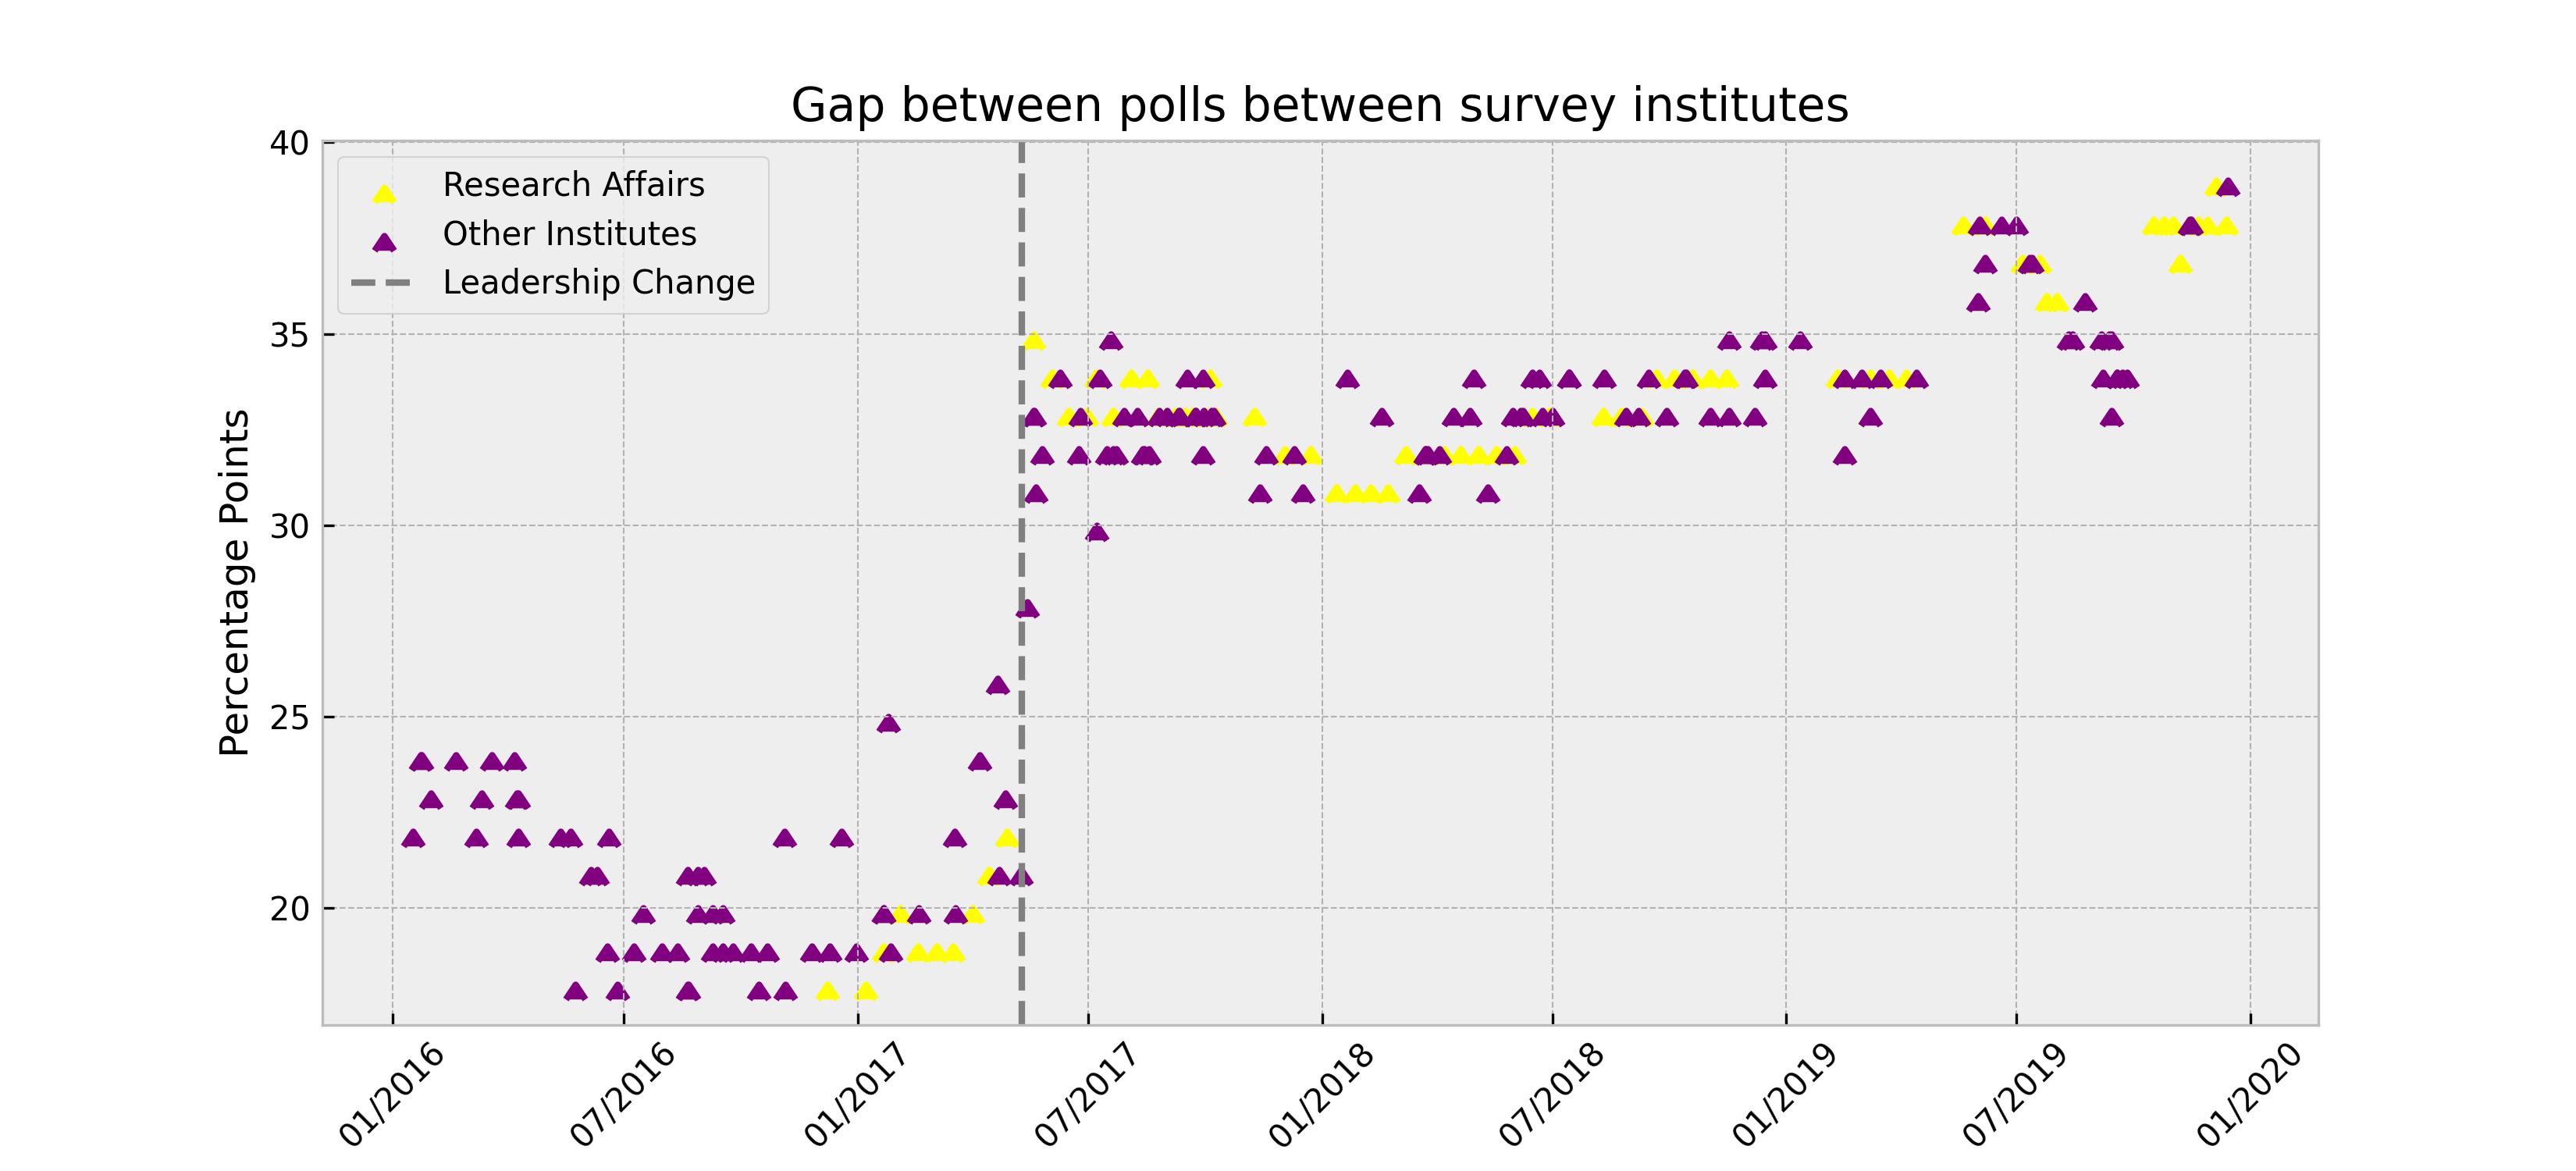 Gap between polls between survey institutes
Percentage Points
40
35
30
25
20
Research Affairs
Other Institutes
Leadership Change
01/2016
07/2016
01/2017
07/2017
01/2018
07/2018
01/2019
07/2019
01/2020